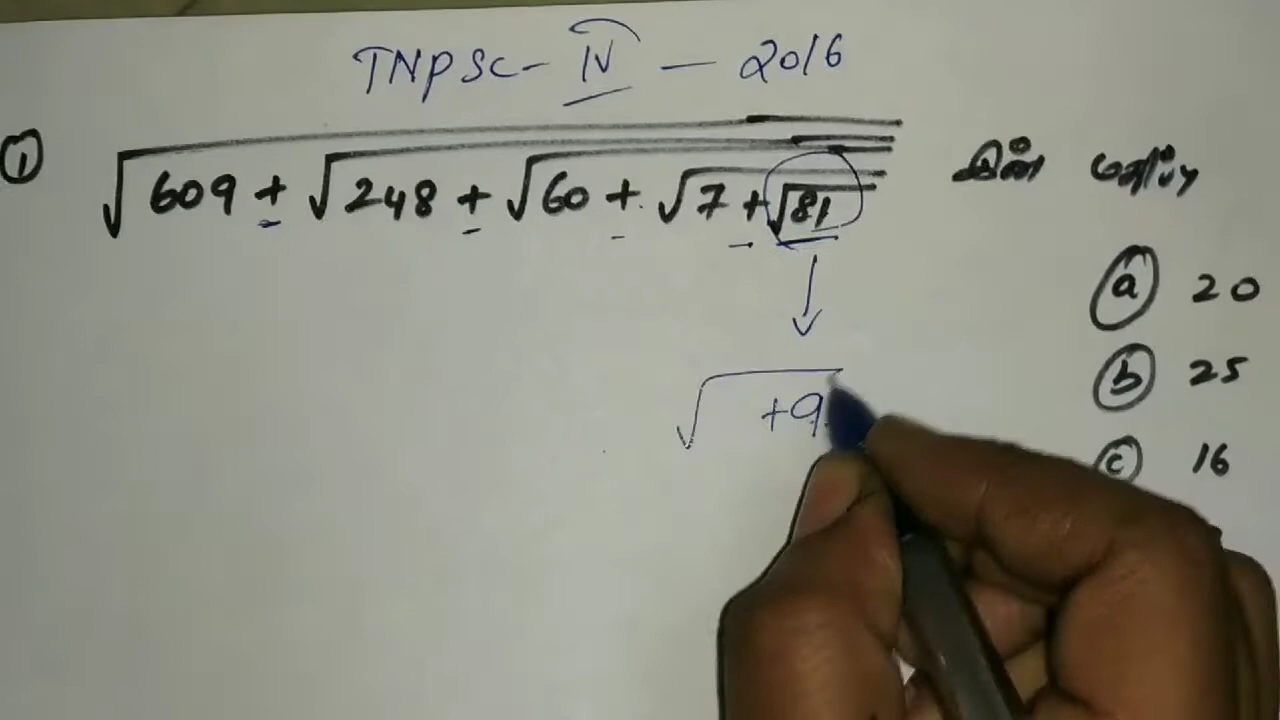 TNPSC - IV - 2016
① √609 + √248 + √60 + √7 + √81 இன் மதிப்பு
ⓐ 20
ⓑ 25
ⓒ 16
√ +9